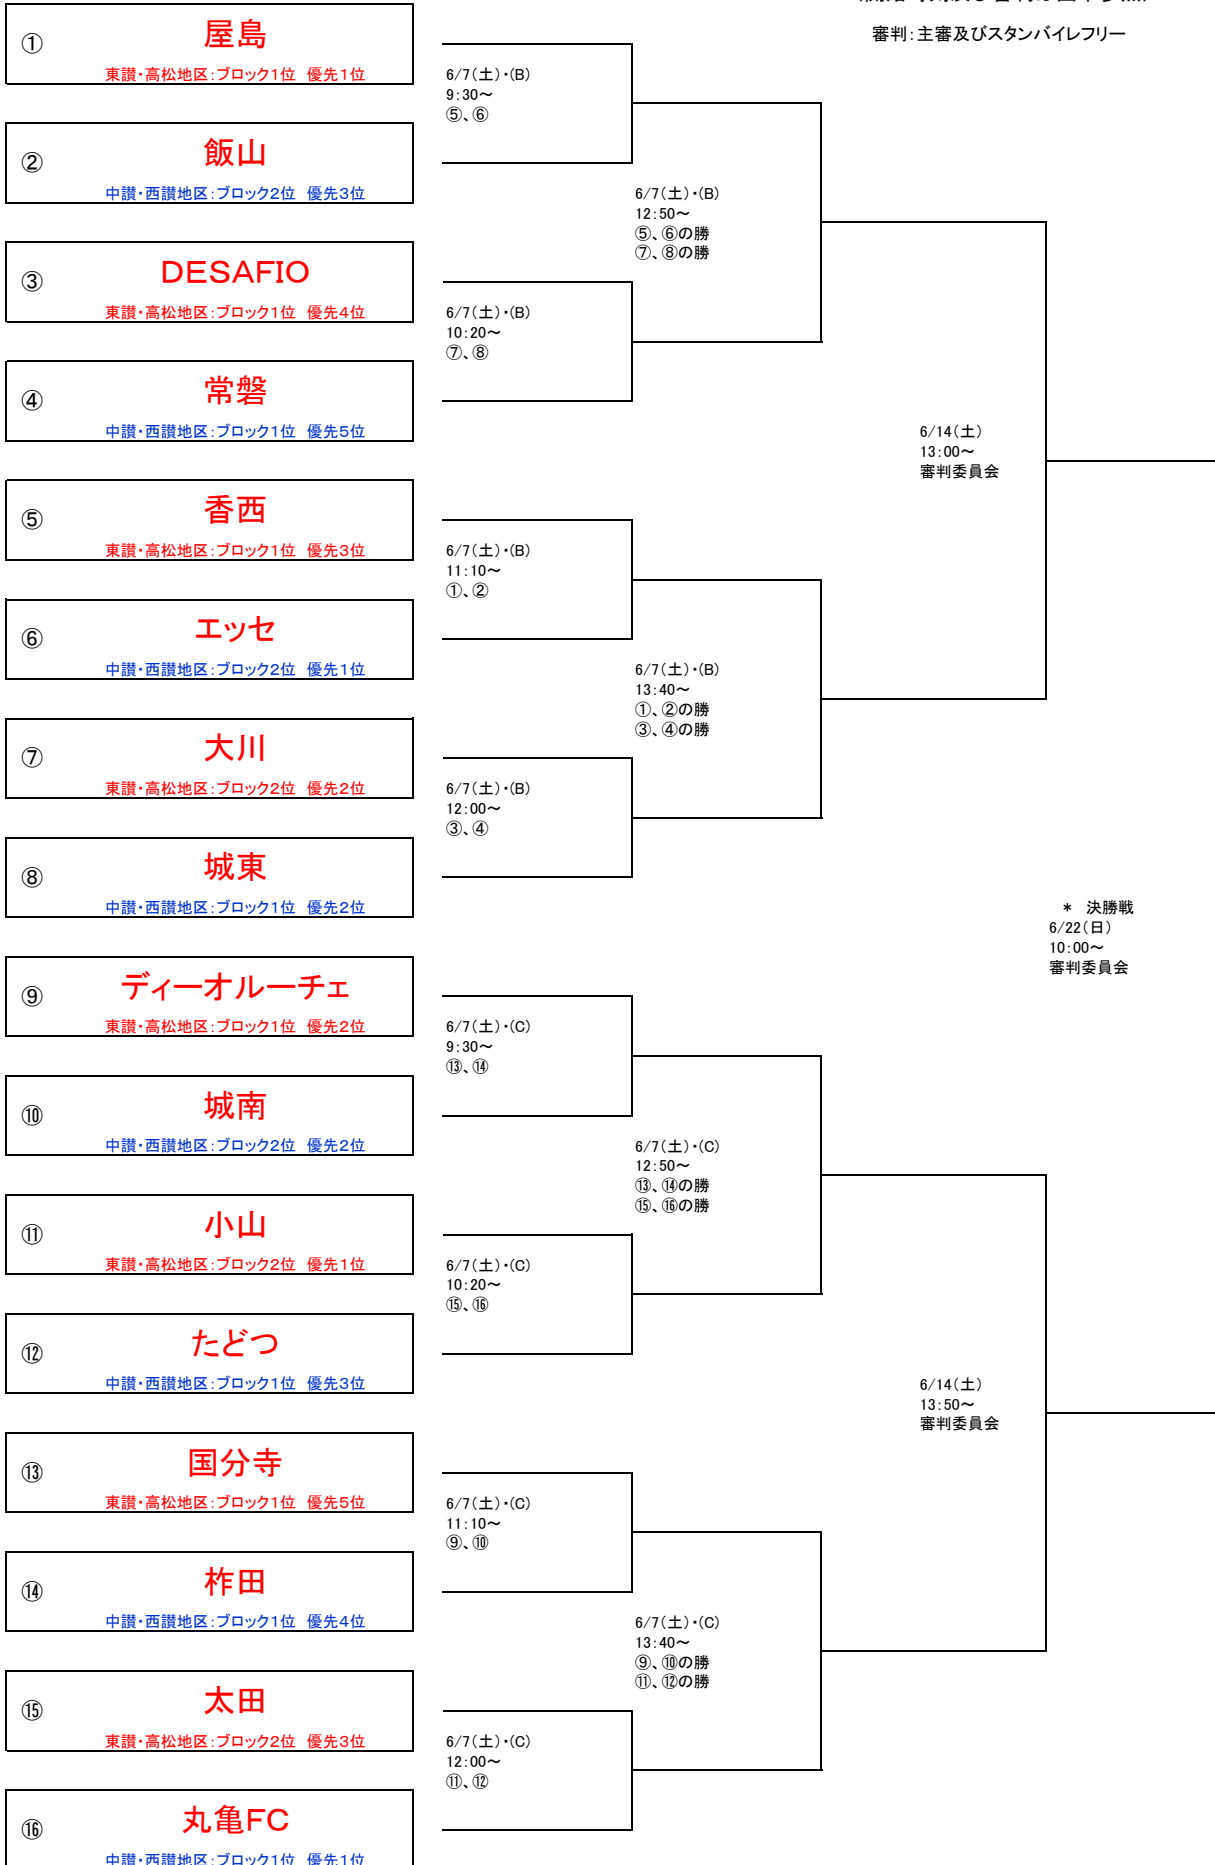 審判：主審及びスタンバイレフリー
① 屋島
東讃・高松地区：ブロック1位 優先1位
6/7（土）・（B）
9：30～
⑤、⑥
② 飯山
中讃・西讃地区：ブロック2位 優先3位
6/7（土）・（B）
12：50～
⑤、⑥の勝
⑦、⑧の勝
③ DESAFIO
東讃・高松地区：ブロック1位 優先4位
6/7（土）・（B）
10：20～
⑦、⑧
④ 常磐
中讃・西讃地区：ブロック1位 優先5位
6/14（土）
13：00～
審判委員会
⑤ 香西
東讃・高松地区：ブロック1位 優先3位
6/7（土）・（B）
11：10～
①、②
⑥ エッセ
中讃・西讃地区：ブロック2位 優先1位
6/7（土）・（B）
13：40～
①、②の勝
③、④の勝
⑦ 大川
東讃・高松地区：ブロック2位 優先2位
6/7（土）・（B）
12：00～
③、④
⑧ 城東
中讃・西讃地区：ブロック1位 優先2位
＊ 決勝戦
6/22（日）
10：00～
審判委員会
⑨ ディーオルーチェ
東讃・高松地区：ブロック1位 優先2位
6/7（土）・（C）
9：30～
⑬、⑭
⑩ 城南
中讃・西讃地区：ブロック2位 優先2位
6/7（土）・（C）
12：50～
⑬、⑭の勝
⑮、⑯の勝
⑪ 小山
東讃・高松地区：ブロック2位 優先1位
6/7（土）・（C）
10：20～
⑮、⑯
⑫ たどつ
中讃・西讃地区：ブロック1位 優先3位
6/14（土）
13：50～
審判委員会
⑬ 国分寺
東讃・高松地区：ブロック1位 優先5位
6/7（土）・（C）
11：10～
⑨、⑩
⑭ 柞田
中讃・西讃地区：ブロック1位 優先4位
6/7（土）・（C）
13：40～
⑨、⑩の勝
⑪、⑫の勝
⑮ 太田
東讃・高松地区：ブロック2位 優先3位
6/7（土）・（C）
12：00～
⑪、⑫
⑯ 丸亀FC
中讃・西讃地区：ブロック1位 優先1位